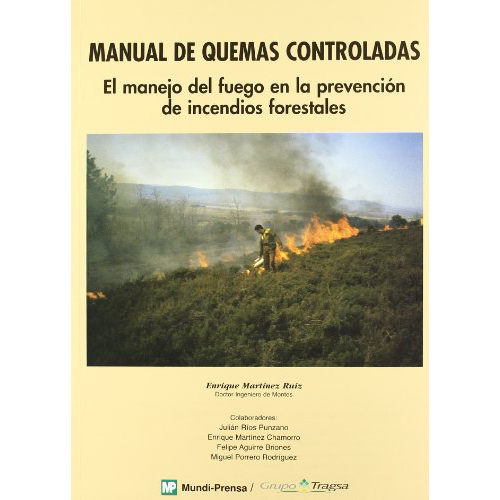 MANUAL DE QUEMAS CONTROLADAS
El manejo del fuego en la prevención
de incendios forestales
Enrique Martínez Ruiz
Doctor Ingeniero de Montes
Colaboradores:
Julián Ríos Punzano
Enrique Martínez Chamorro
Felipe Aguirre Briones
Miguel Porrero Rodríguez
MP Mundi-Prensa / Grupo Tragsa